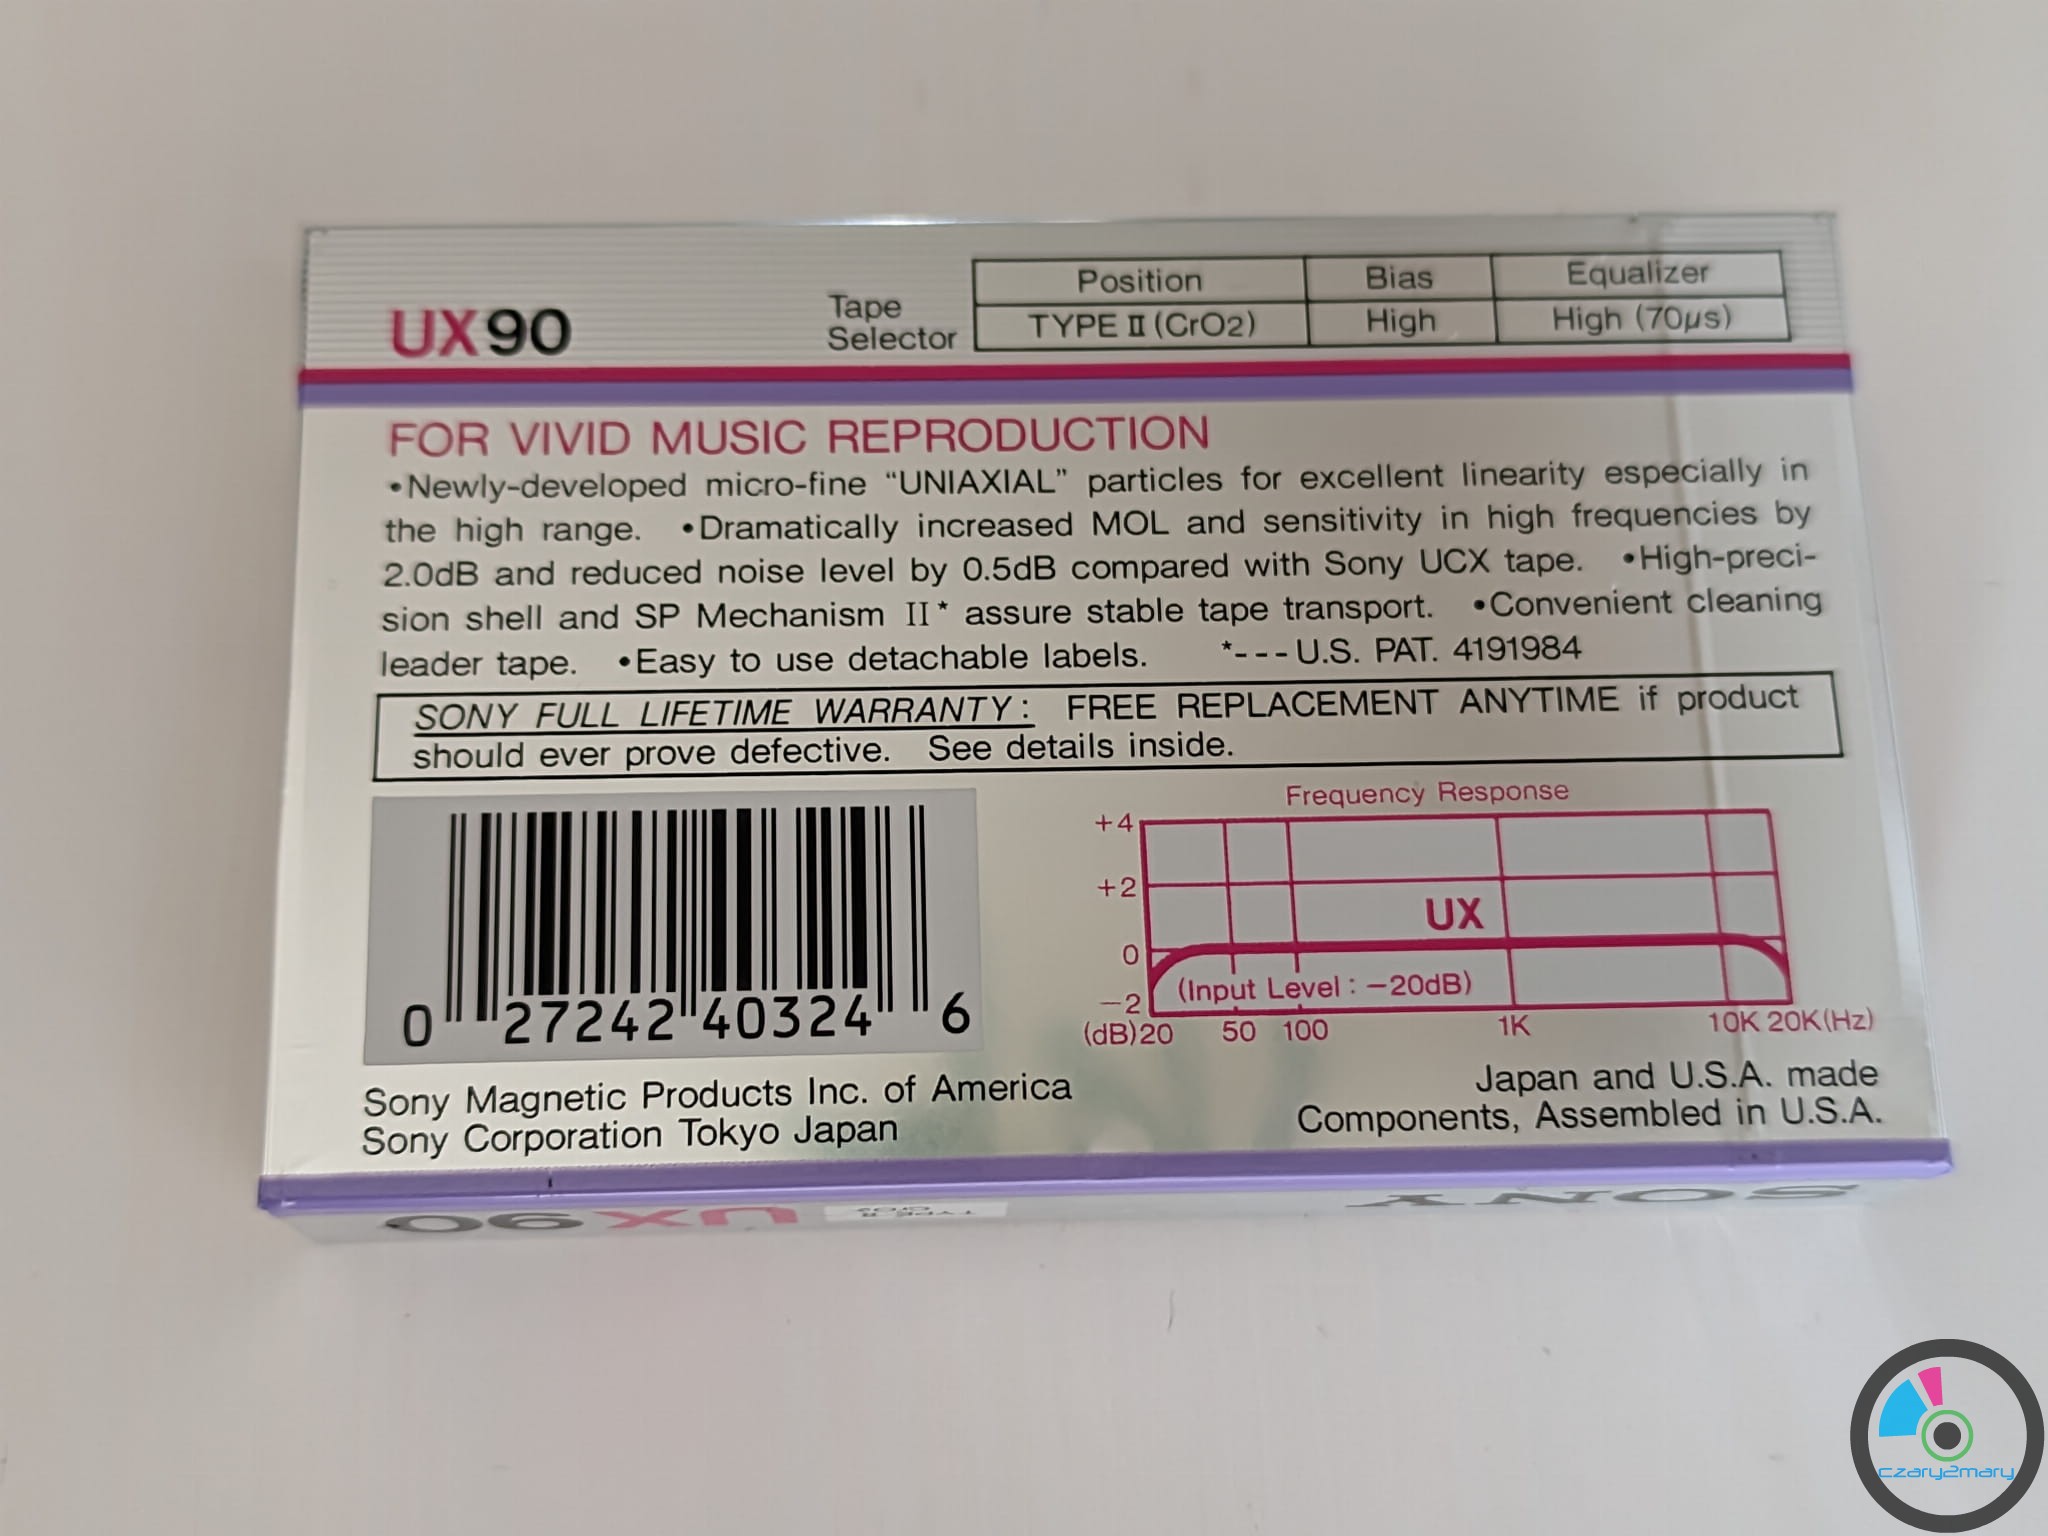 UX90
Tape
Selector
Position Bias Equalizer
TYPE II (CrO2) High High (70µs)
FOR VIVID MUSIC REPRODUCTION
•Newly-developed micro-fine “UNIAXIAL” particles for excellent linearity especially in
the high range. •Dramatically increased MOL and sensitivity in high frequencies by
2.0dB and reduced noise level by 0.5dB compared with Sony UCX tape. •High-preci-
sion shell and SP Mechanism II* assure stable tape transport. •Convenient cleaning
leader tape. •Easy to use detachable labels. *---U.S. PAT. 4191984
SONY FULL LIFETIME WARRANTY: FREE REPLACEMENT ANYTIME if product
should ever prove defective. See details inside.
0 27242 40324 6
Frequency Response
+4
+2
UX
0
(Input Level : −20dB)
−2
(dB) 20 50 100 1K 10K 20K(Hz)
Sony Magnetic Products Inc. of America
Sony Corporation Tokyo Japan
Japan and U.S.A. made
Components, Assembled in U.S.A.
SONY
TYPE II
CrO2
UX90
czary2mary